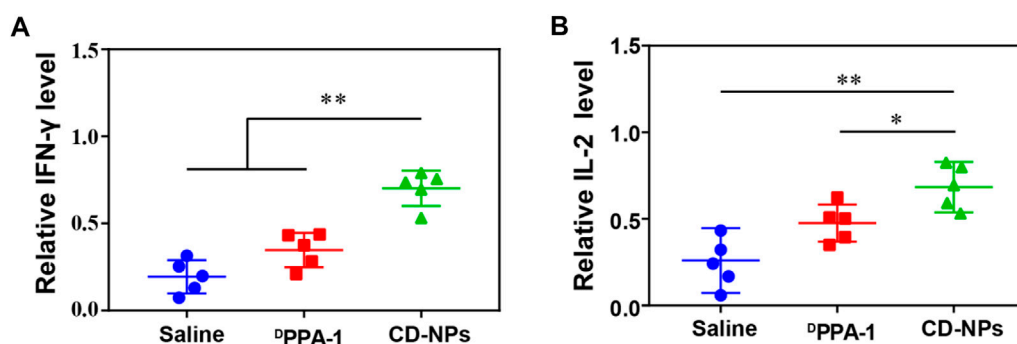 A
Relative IFN-γ level
1.5
1.0
0.5
0.0
**
Saline
ᴰPPA-1
CD-NPs
B
Relative IL-2 level
1.5
1.0
0.5
0.0
**
*
Saline
ᴰPPA-1
CD-NPs